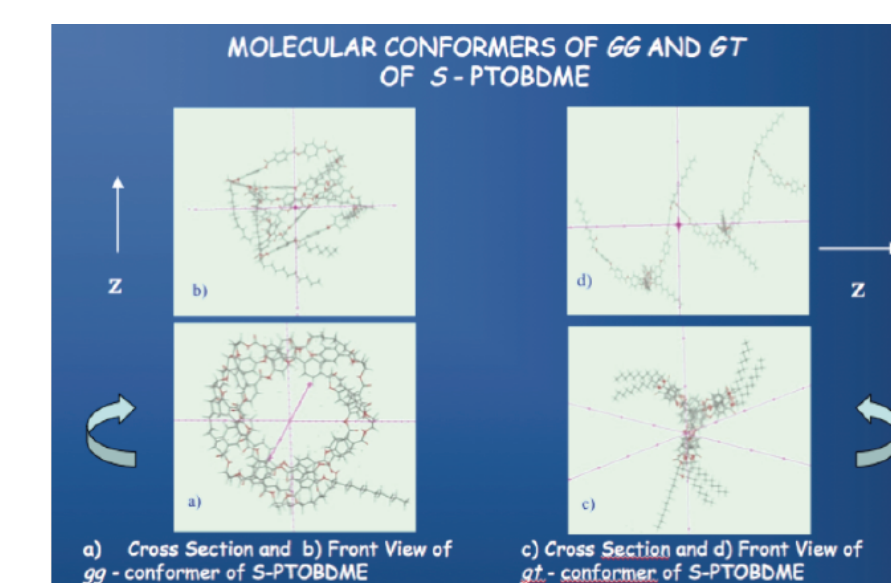 MOLECULAR CONFORMERS OF GG AND GT
OF S - PTOBDME
Z
b)
d)
Z
a)
c)
a) Cross Section and b) Front View of
gg - conformer of S-PTOBDME
c) Cross Section and d) Front View of
gt - conformer of S-PTOBDME